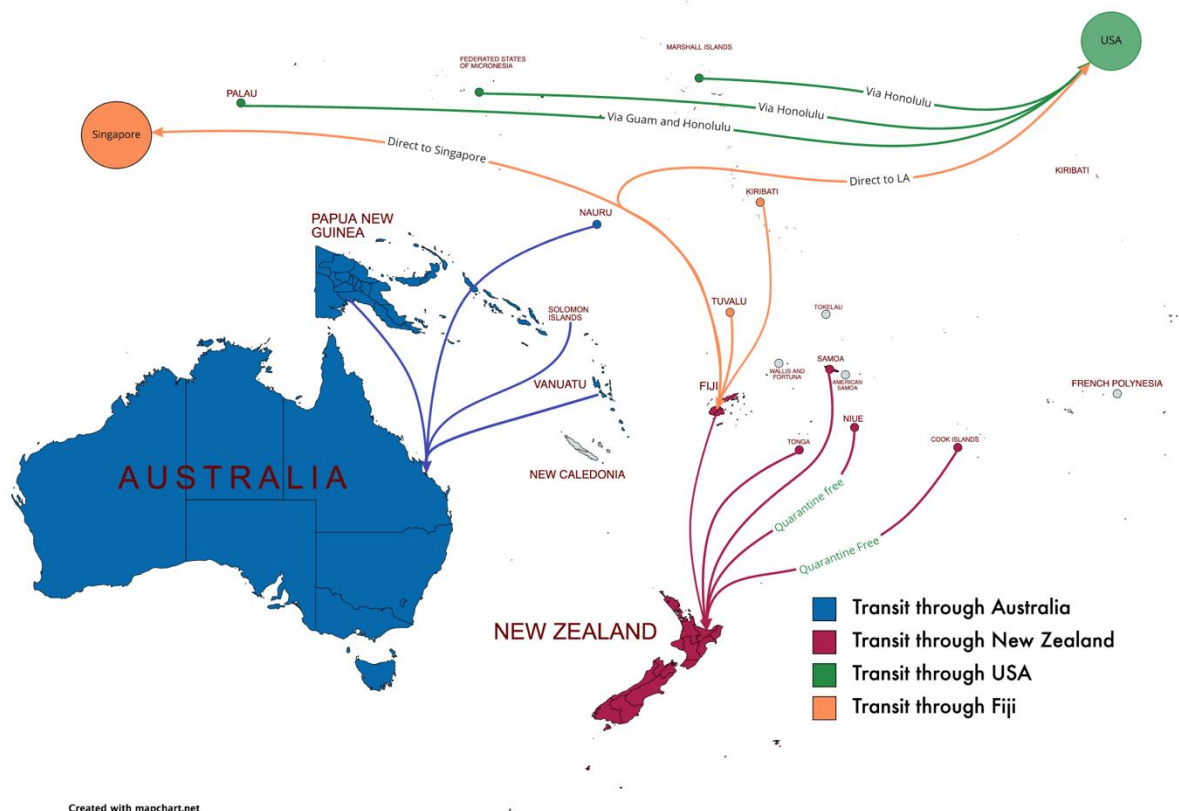 USA
MARSHALL ISLANDS
FEDERATED STATES
OF MICRONESIA
PALAU
Via Honolulu
Via Honolulu
Via Guam and Honolulu
Singapore
Direct to Singapore
Direct to LA
KIRIBATI
KIRIBATI
NAURU
PAPUA NEW
GUINEA
TUVALU
SOLOMON
ISLANDS
TOKELAU
SAMOA
WALLIS AND
FORTUNA
AMERICAN
SAMOA
VANUATU
FIJI
FRENCH POLYNESIA
NIUE
TONGA
COOK ISLANDS
NEW CALEDONIA
AUSTRALIA
Quarantine free
Quarantine Free
NEW ZEALAND
Transit through Australia
Transit through New Zealand
Transit through USA
Transit through Fiji
Created with mapchart.net